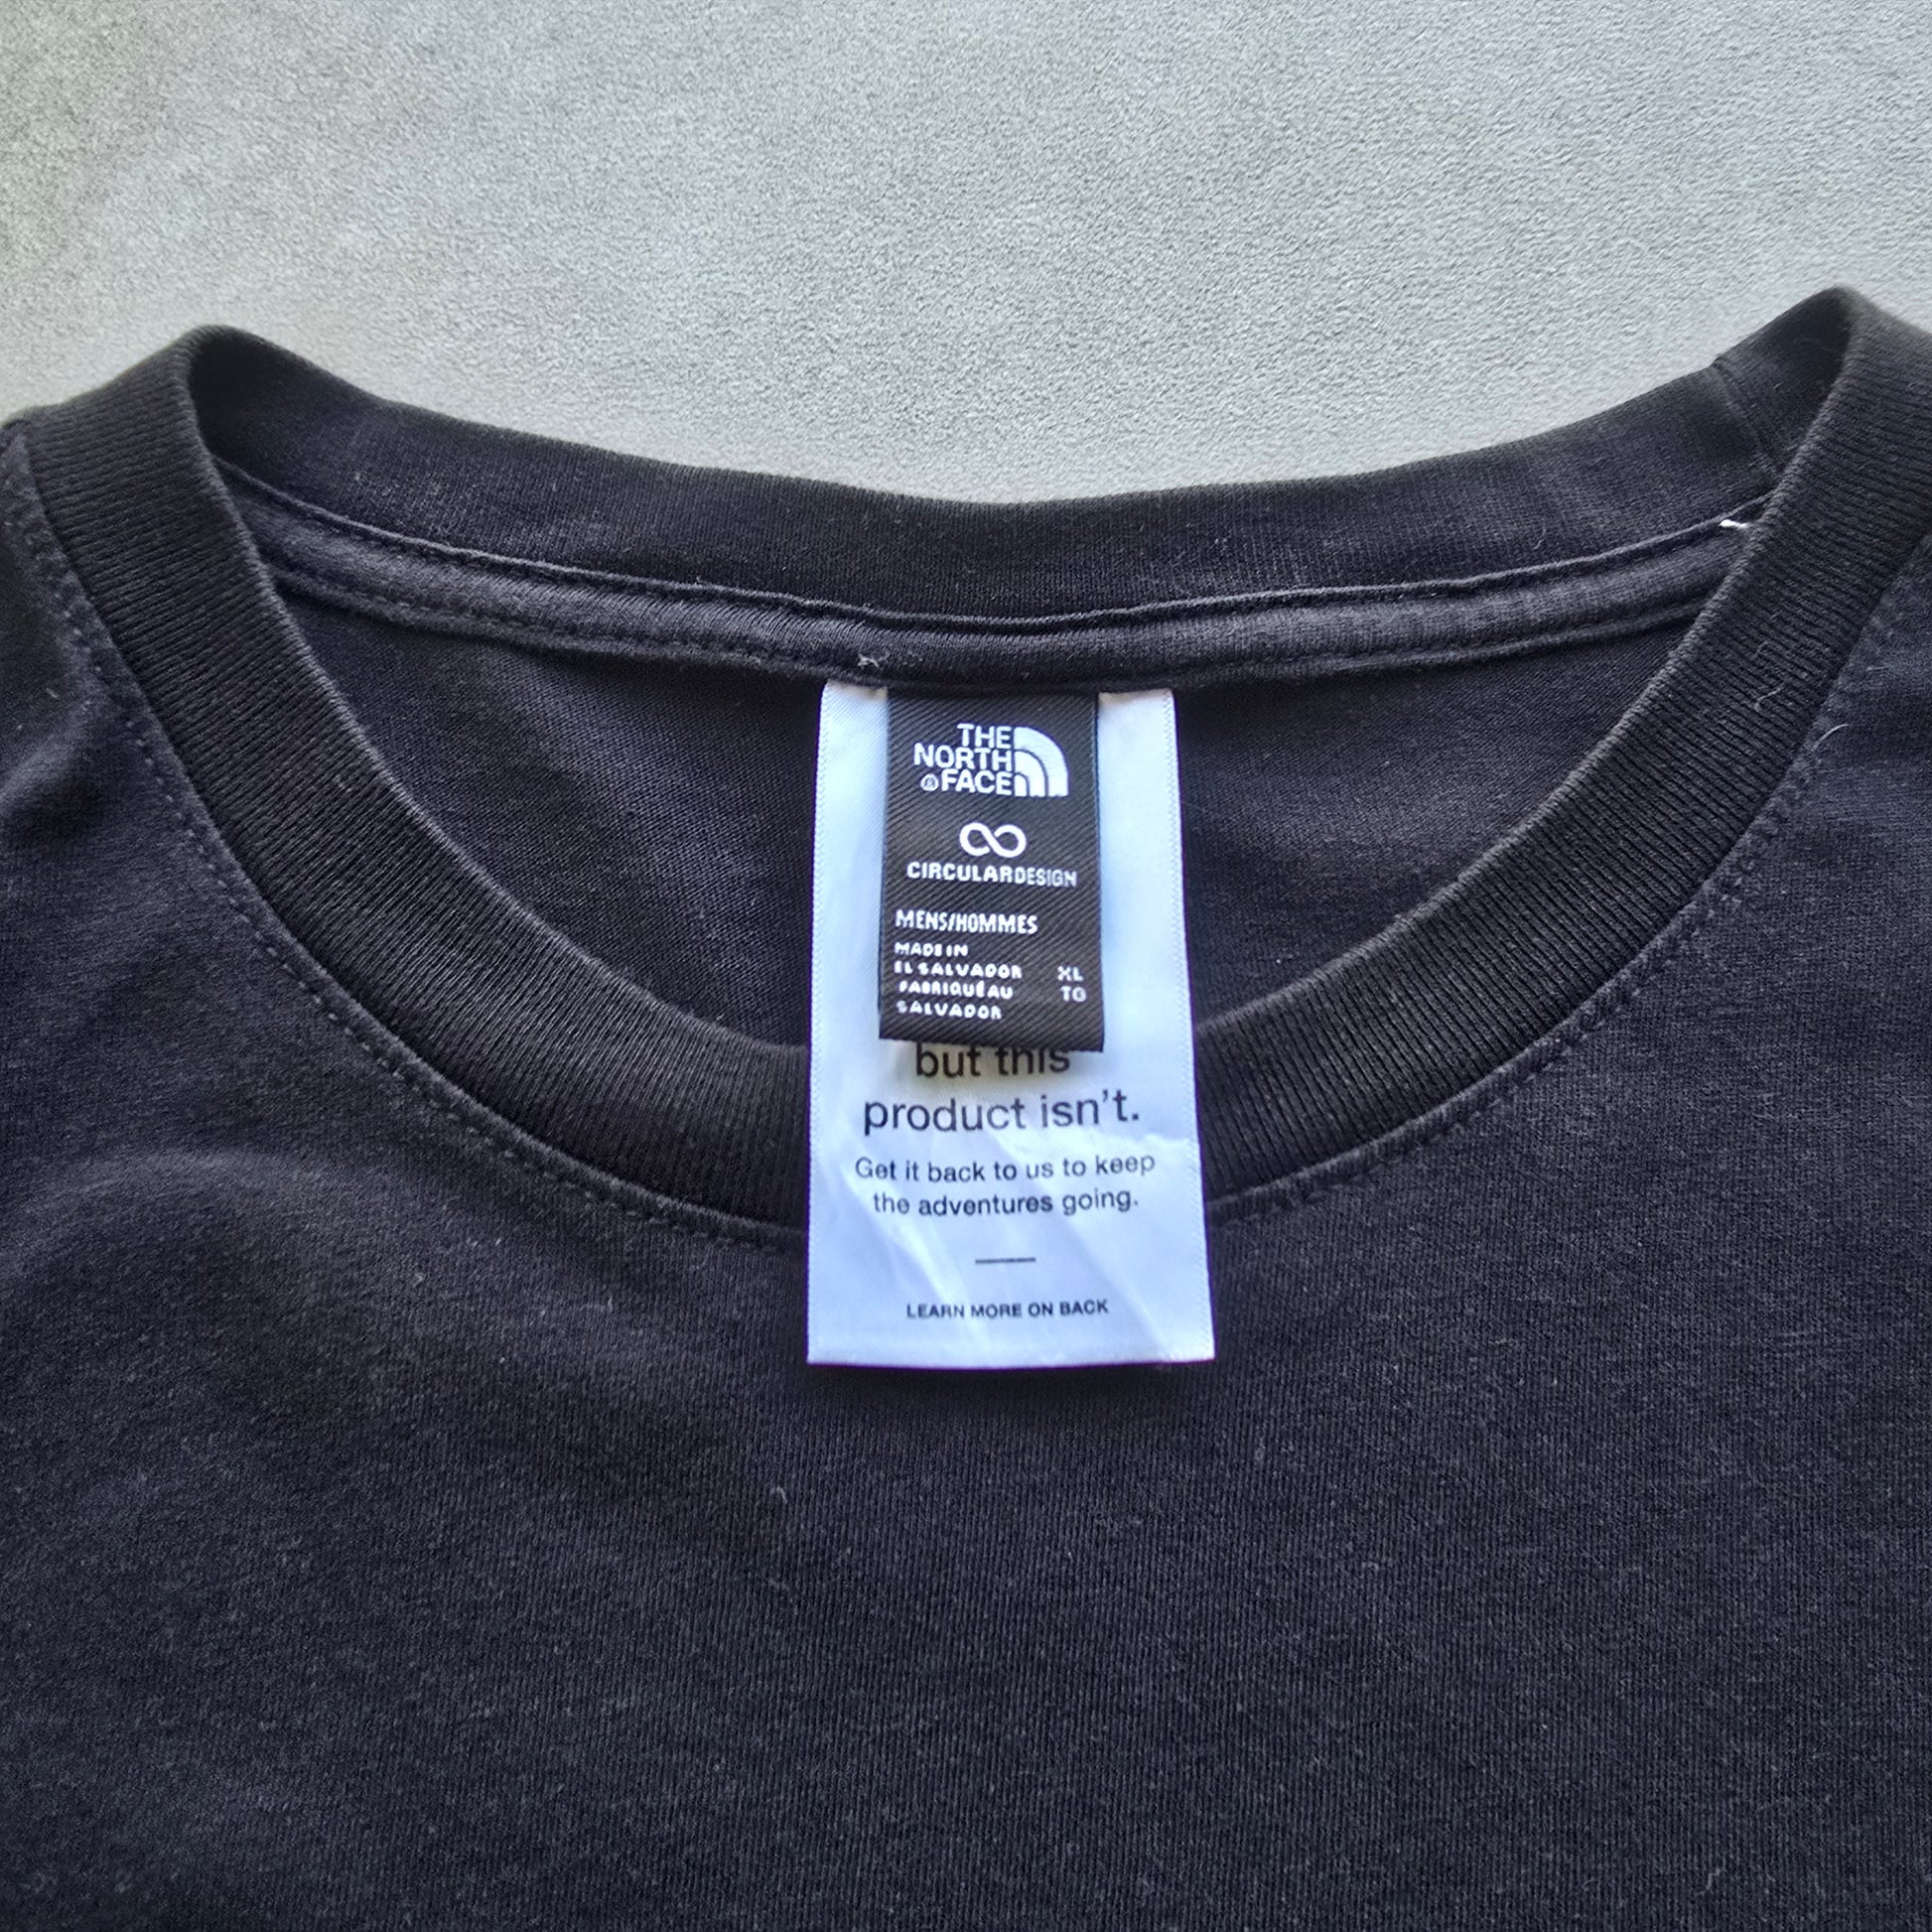 THE
NORTH
® FACE
CIRCULARDESIGN
MENS/HOMMES
MADE IN
EL SALVADOR XL
FABRIQUÉ AU TG
SALVADOR
but this
product isn't.
Get it back to us to keep
the adventures going.
LEARN MORE ON BACK